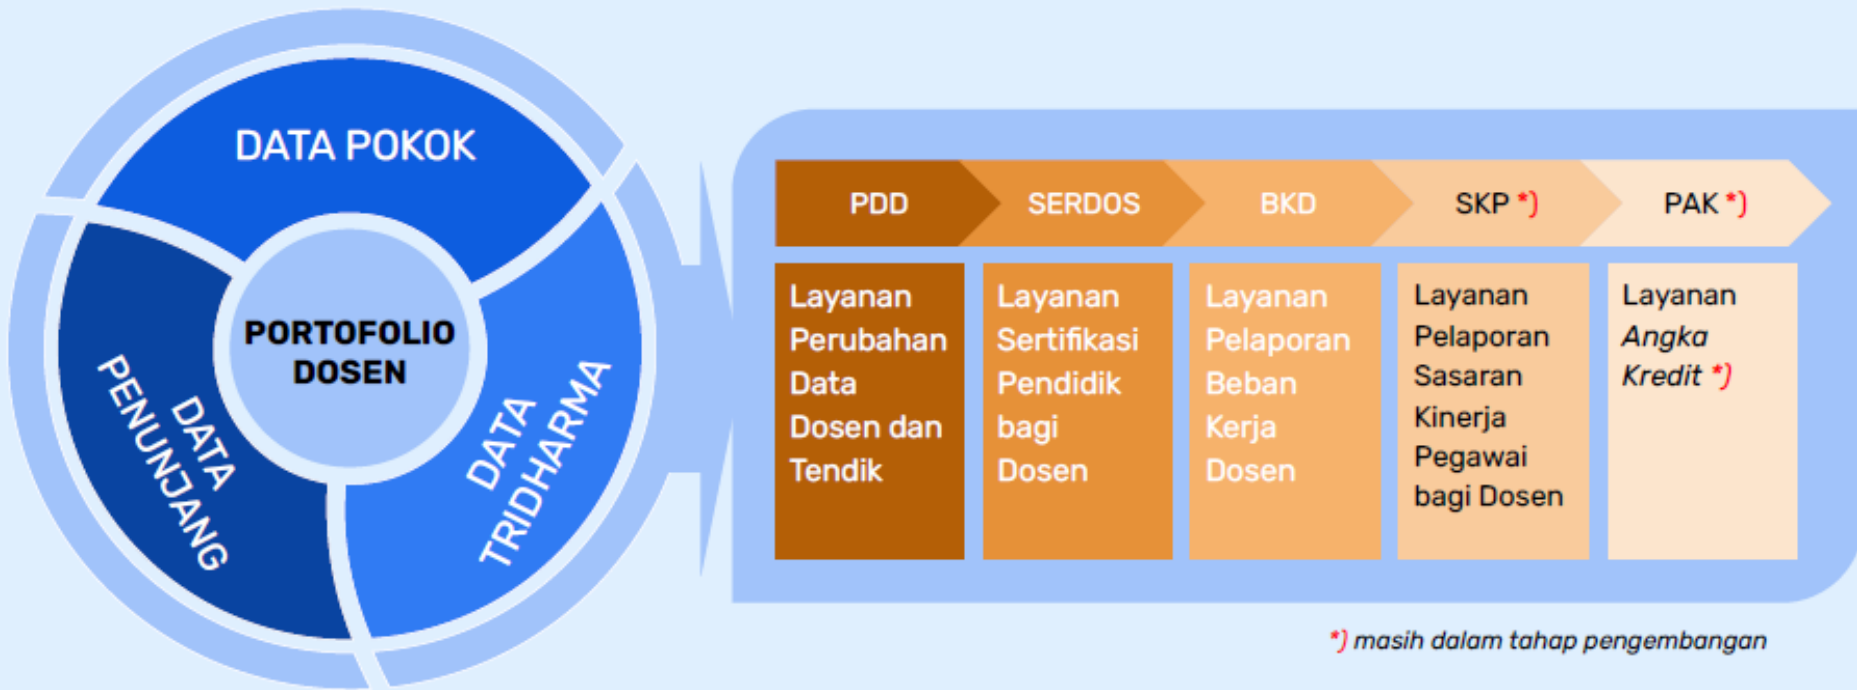 DATA POKOK
PORTOFOLIO
DOSEN
DATA
PENUNJANG
DATA
TRIDHARMA
PDD
SERDOS
BKD
SKP *)
PAK *)
Layanan
Perubahan
Data
Dosen dan
Tendik
Layanan
Sertifikasi
Pendidik
bagi
Dosen
Layanan
Pelaporan
Beban
Kerja
Dosen
Layanan
Pelaporan
Sasaran
Kinerja
Pegawai
bagi Dosen
Layanan
Angka
Kredit *)
*) masih dalam tahap pengembangan